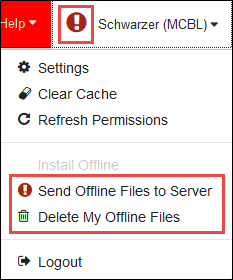 Help
Schwarzer (MCBL)
Settings
Clear Cache
Refresh Permissions
Install Offline
Send Offline Files to Server
Delete My Offline Files
Logout